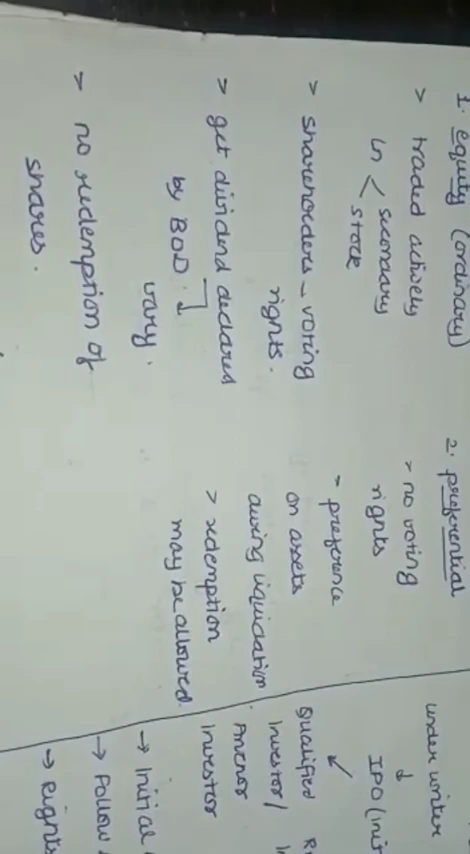 1. equity (ordinary)
> traded actively
in < secondary
stock
> shareholders - voting
rights.
> get dividend declares
by BOD.
vary.
> no redemption of
shares.
2. preferential
- no voting
rights
- preference
on assets
during liquidation.
> redemption
may be allowed.
under writer
↓
IPO (init
Qualified
Investor/
Anchor
Investor
→ Initial
→ Follow
→ Rights